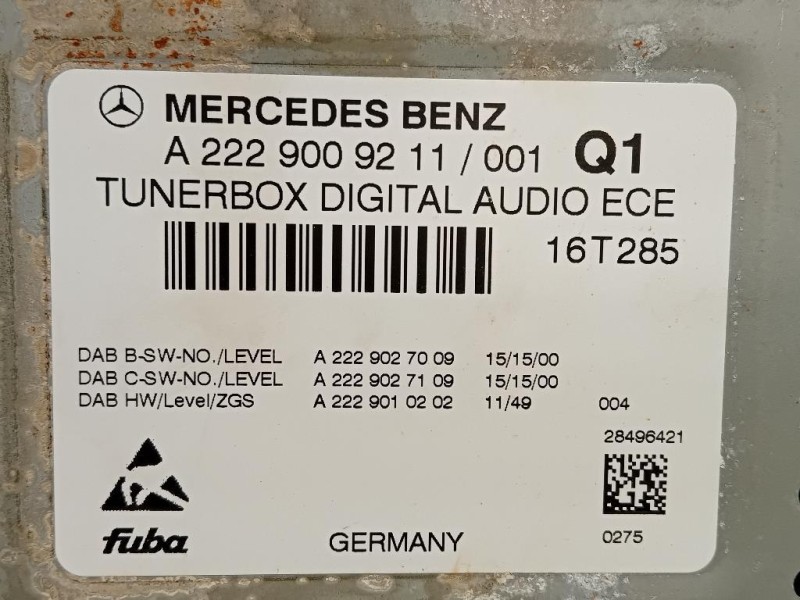 MERCEDES BENZ
A 222 900 92 11 / 001 Q1
TUNERBOX DIGITAL AUDIO ECE
16T285
DAB B-SW-NO./LEVEL A 222 902 70 09 15/15/00
DAB C-SW-NO./LEVEL A 222 902 71 09 15/15/00
DAB HW/Level/ZGS A 222 901 02 02 11/49 004
28496421
fuba
GERMANY
0275